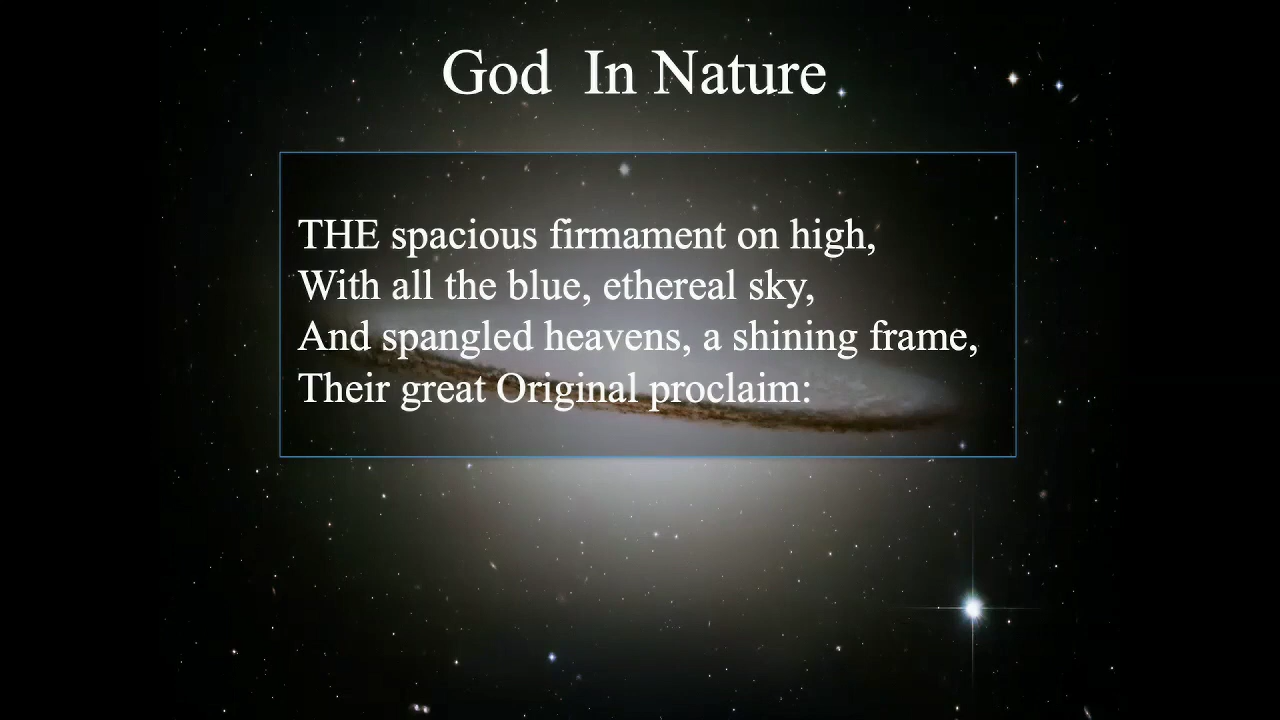 God  In Nature
THE spacious firmament on high,
With all the blue, ethereal sky,
And spangled heavens, a shining frame,
Their great Original proclaim: